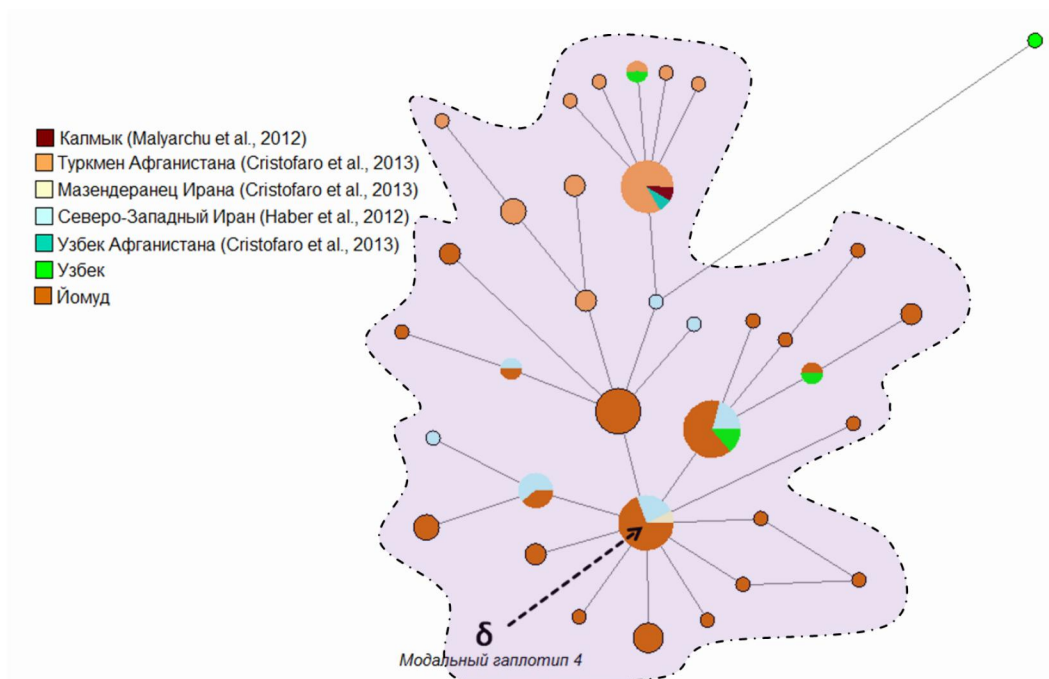 Калмык (Malyarchu et al., 2012)
Туркмен Афганистана (Cristofaro et al., 2013)
Мазендеранец Ирана (Cristofaro et al., 2013)
Северо-Западный Иран (Haber et al., 2012)
Узбек Афганистана (Cristofaro et al., 2013)
Узбек
Йомуд
δ
Модальный гаплотип 4